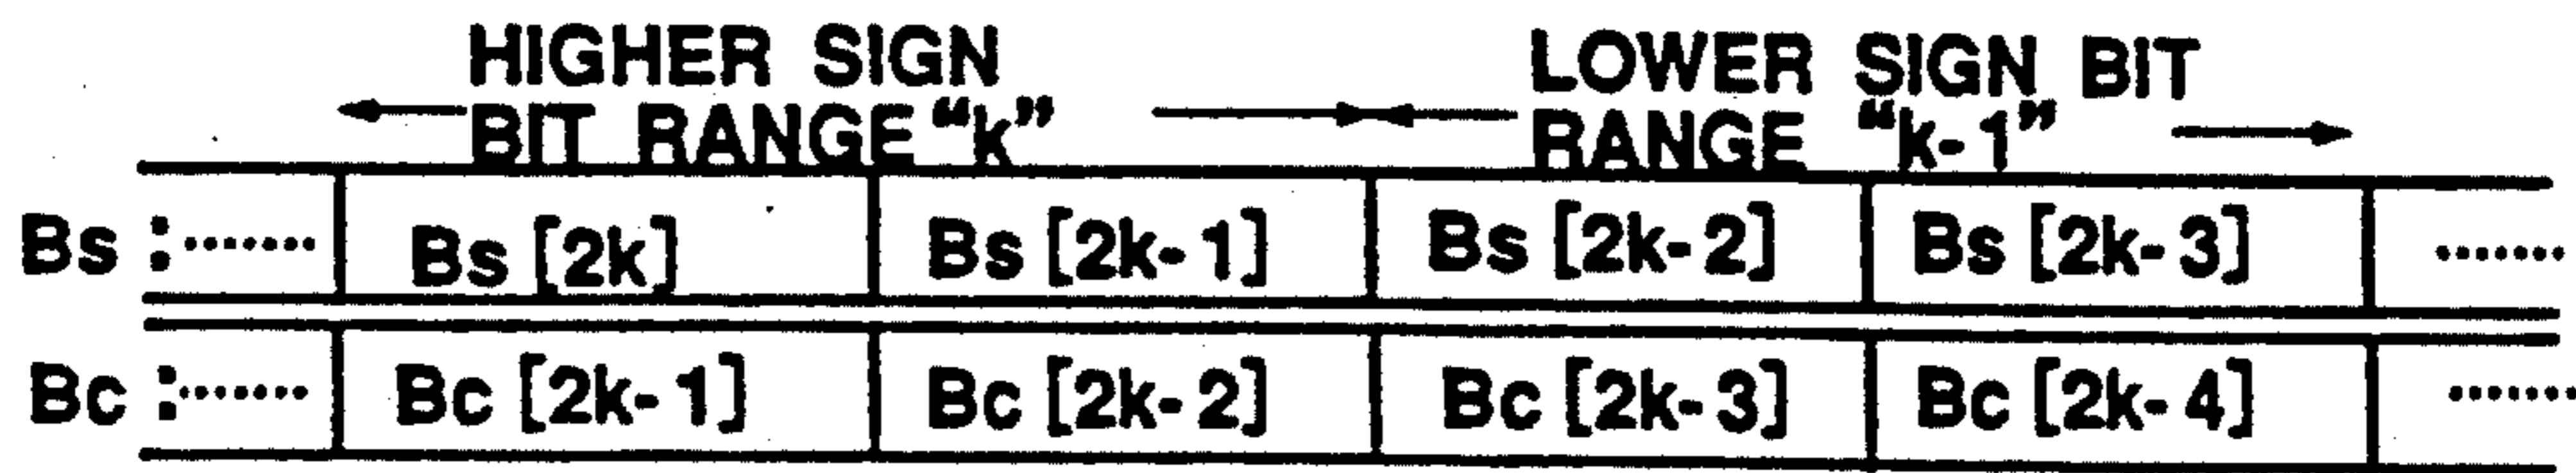 HIGHER SIGN
BIT RANGE "k"
LOWER SIGN BIT
RANGE "k-1"
Bs :....... Bs [2k] Bs [2k-1] Bs [2k-2] Bs [2k-3] .......
Bc :....... Bc [2k-1] Bc [2k-2] Bc [2k-3] Bc [2k-4] .......